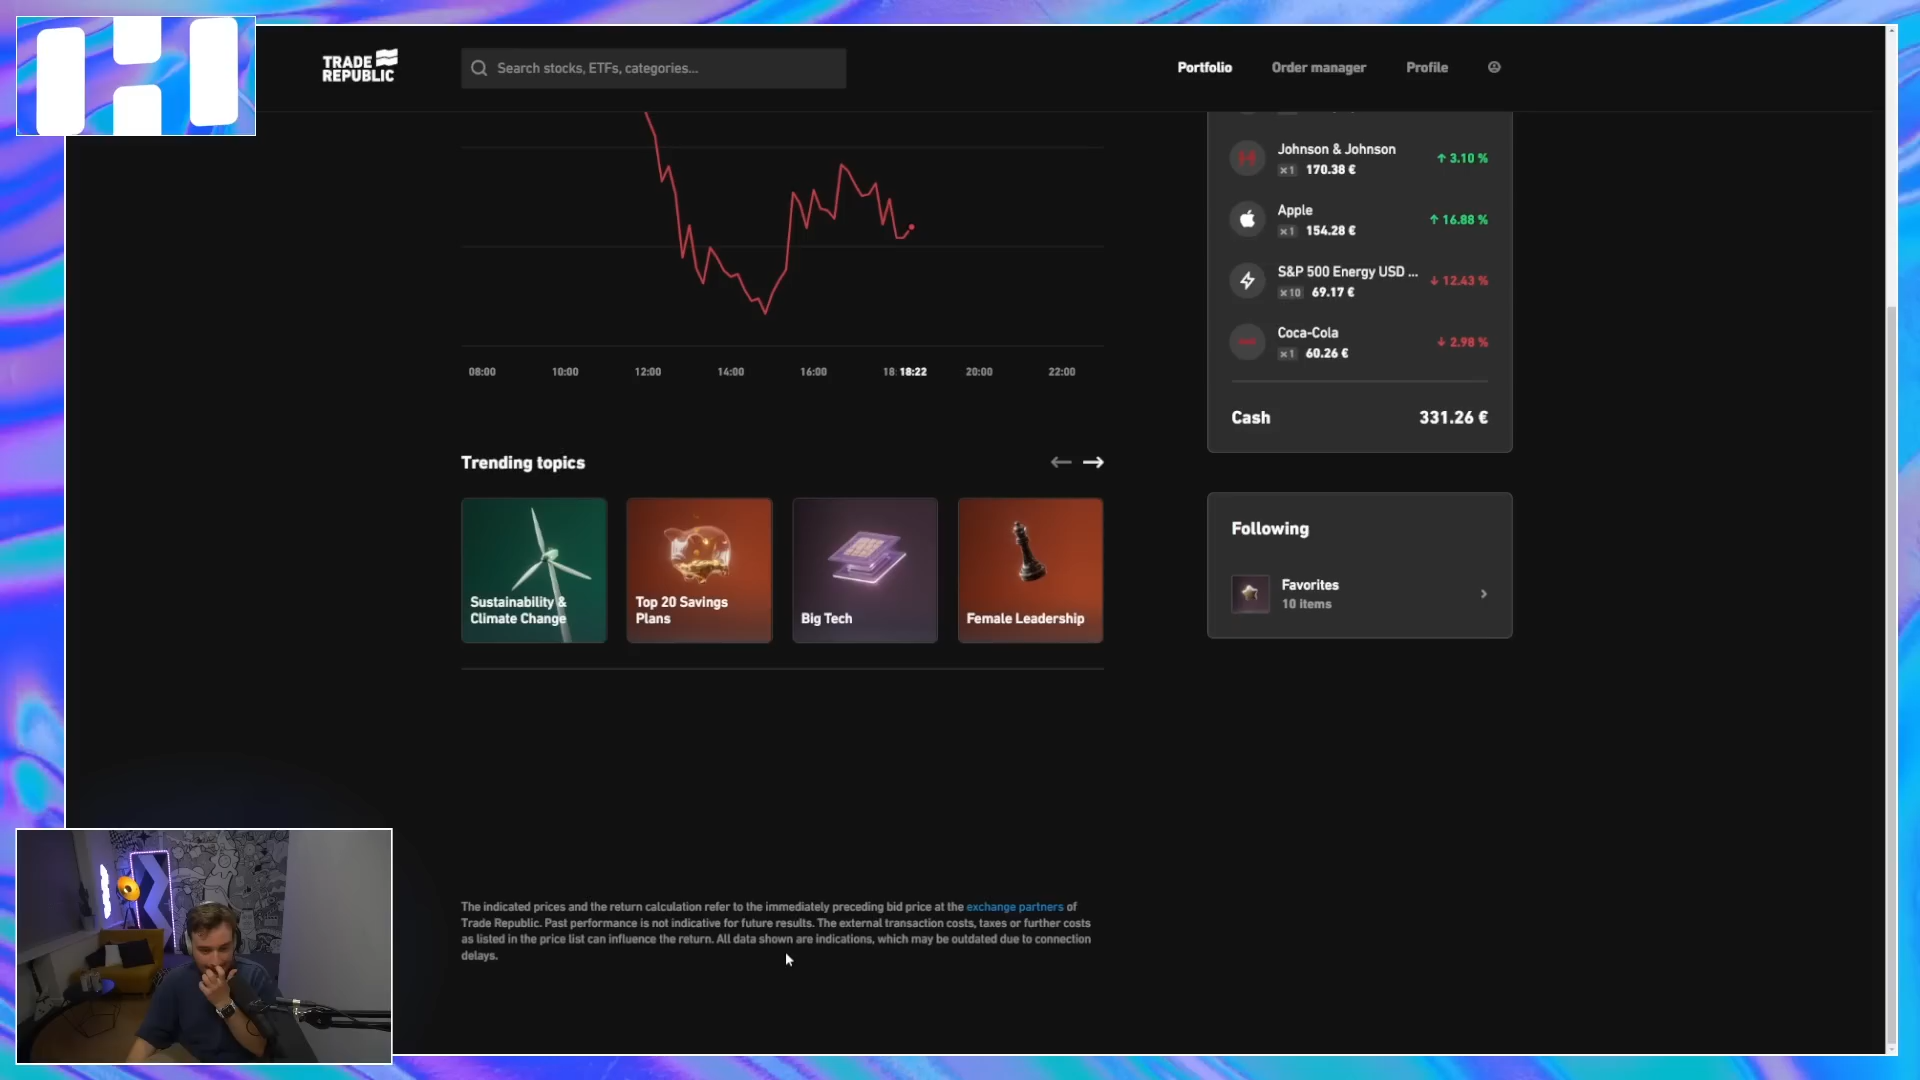 TRADE
REPUBLIC
Search stocks, ETFs, categories...
Portfolio
Order manager
Profile
Johnson & Johnson
×1 170.38 €
↑ 3.10 %
Apple
×1 154.28 €
↑ 16.88 %
S&P 500 Energy USD ...
×10 69.17 €
↓ 12.43 %
Coca-Cola
×1 60.26 €
↓ 2.98 %
Cash 331.26 €
08:00 10:00 12:00 14:00 16:00 18: 18:22 20:00 22:00
Trending topics
Sustainability &
Climate Change
Top 20 Savings
Plans
Big Tech
Female Leadership
Following
Favorites
10 items
The indicated prices and the return calculation refer to the immediately preceding bid price at the exchange partners of
Trade Republic. Past performance is not indicative for future results. The external transaction costs, taxes or further costs
as listed in the price list can influence the return. All data shown are indications, which may be outdated due to connection
delays.